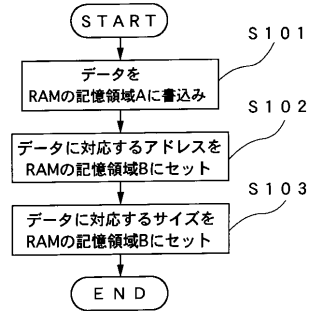 START
S101
データを
RAMの記憶領域Aに書込み
S102
データに対応するアドレスを
RAMの記憶領域Bにセット
S103
データに対応するサイズを
RAMの記憶領域Bにセット
END